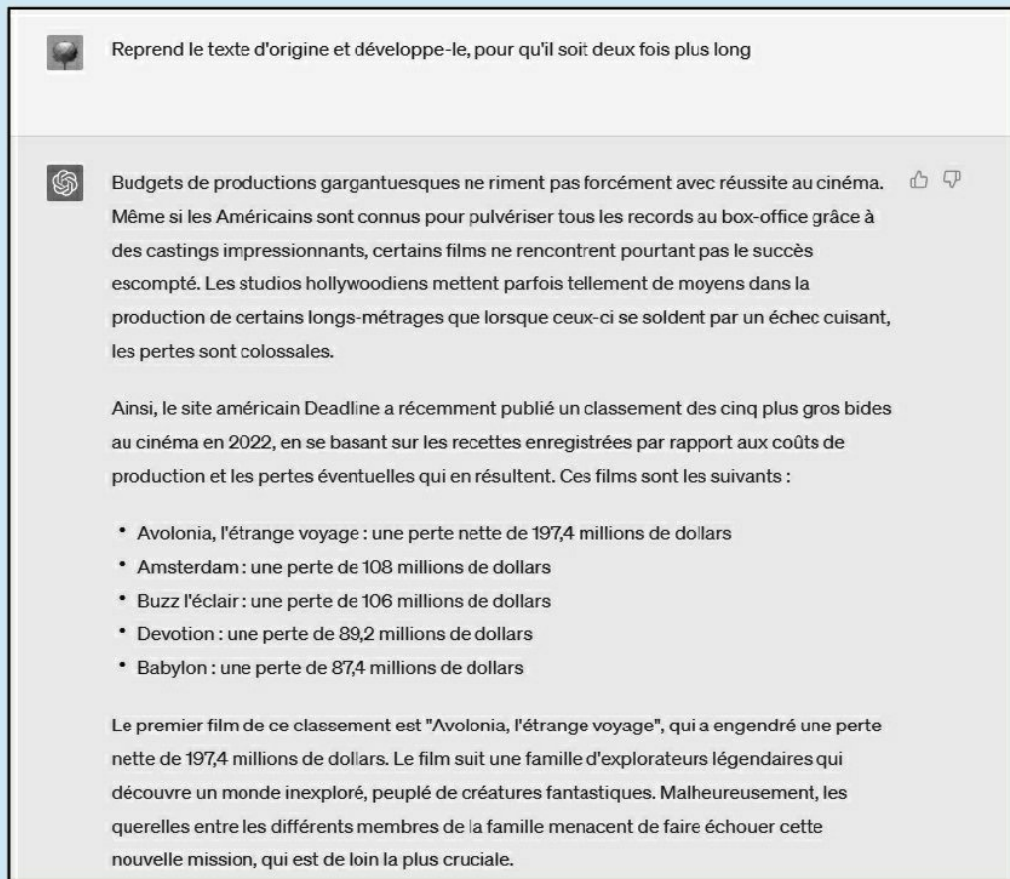 Reprend le texte d'origine et développe-le, pour qu'il soit deux fois plus long
Budgets de productions gargantuesques ne riment pas forcément avec réussite au cinéma.
Même si les Américains sont connus pour pulvériser tous les records au box-office grâce à
des castings impressionnants, certains films ne rencontrent pourtant pas le succès
escompté. Les studios hollywoodiens mettent parfois tellement de moyens dans la
production de certains longs-métrages que lorsque ceux-ci se soldent par un échec cuisant,
les pertes sont colossales.
Ainsi, le site américain Deadline a récemment publié un classement des cinq plus gros bides
au cinéma en 2022, en se basant sur les recettes enregistrées par rapport aux coûts de
production et les pertes éventuelles qui en résultent. Ces films sont les suivants :
• Avolonia, l'étrange voyage : une perte nette de 197,4 millions de dollars
• Amsterdam : une perte de 108 millions de dollars
• Buzz l'éclair : une perte de 106 millions de dollars
• Devotion : une perte de 89,2 millions de dollars
• Babylon : une perte de 87,4 millions de dollars
Le premier film de ce classement est "Avolonia, l'étrange voyage", qui a engendré une perte
nette de 197,4 millions de dollars. Le film suit une famille d'explorateurs légendaires qui
découvre un monde inexploré, peuplé de créatures fantastiques. Malheureusement, les
querelles entre les différents membres de la famille menacent de faire échouer cette
nouvelle mission, qui est de loin la plus cruciale.